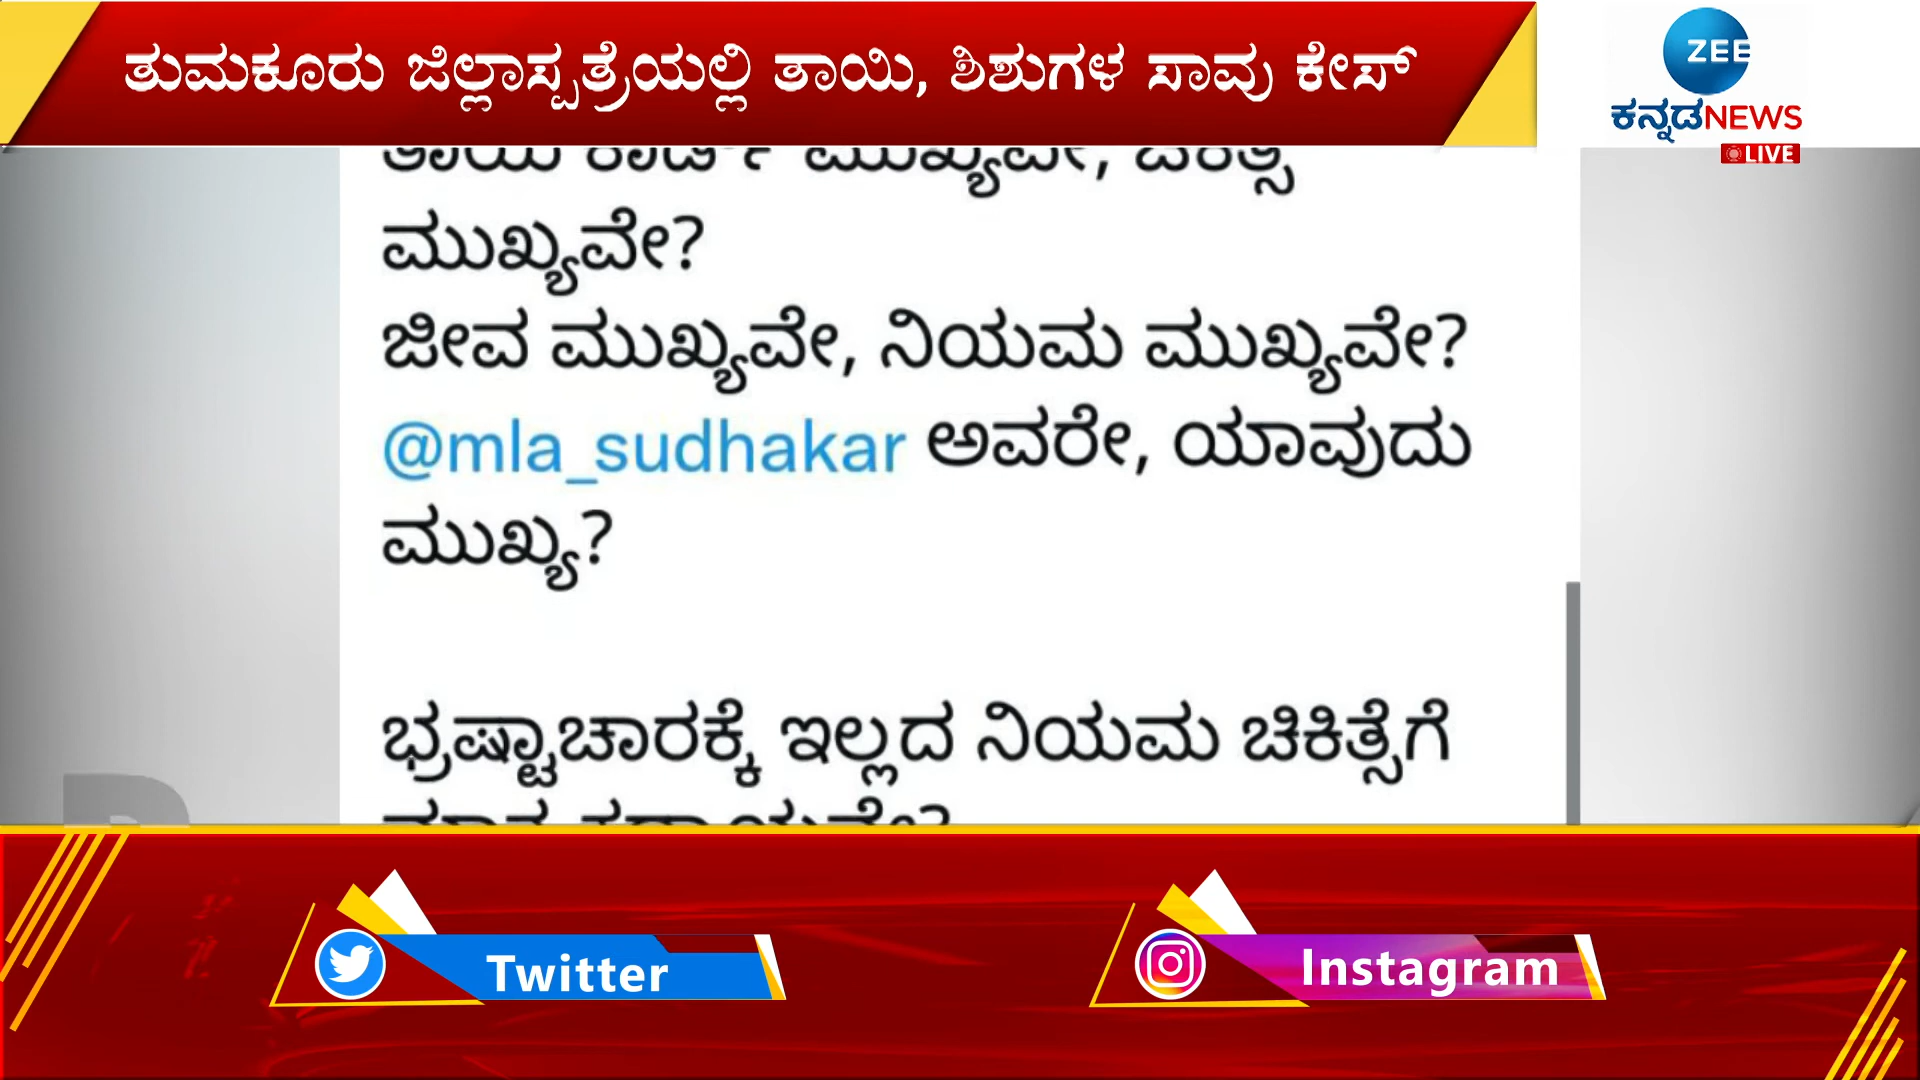 ತುಮಕೂರು ಜಿಲ್ಲಾಸ್ಪತ್ರೆಯಲ್ಲಿ ತಾಯಿ, ಶಿಶುಗಳ ಸಾವು ಕೇಸ್
ZEE
ಕನ್ನಡNEWS
LIVE
ತಾಯಿ ಕಾರ್ಡ್ ಮುಖ್ಯವೇ, ಚಿಕಿತ್ಸೆ
ಮುಖ್ಯವೇ?
ಜೀವ ಮುಖ್ಯವೇ, ನಿಯಮ ಮುಖ್ಯವೇ?
@mla_sudhakar ಅವರೇ, ಯಾವುದು
ಮುಖ್ಯ?
ಭ್ರಷ್ಟಾಚಾರಕ್ಕೆ ಇಲ್ಲದ ನಿಯಮ ಚಿಕಿತ್ಸೆಗೆ
Twitter
Instagram